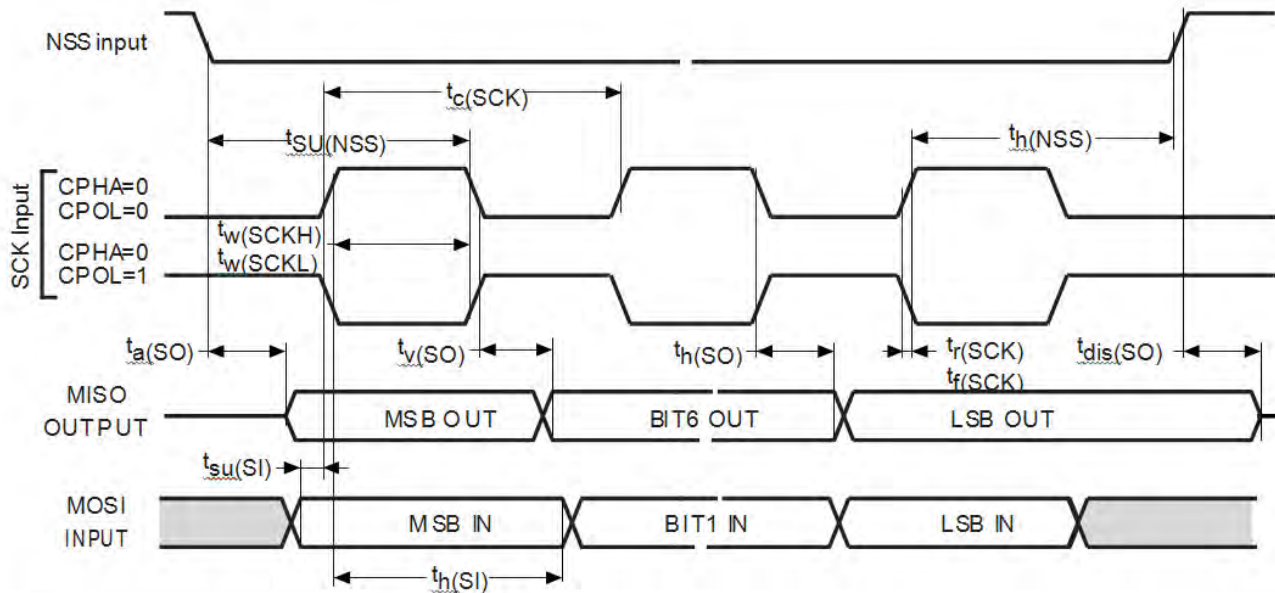 NSS input
tc(SCK)
tSU(NSS)
th(NSS)
SCK Input
CPHA=0
CPOL=0
tw(SCKH)
CPHA=0
tw(SCKL)
CPOL=1
ta(SO)
tv(SO)
th(SO)
tr(SCK)
tdis(SO)
tf(SCK)
MISO
OUTPUT
MSB OUT
BIT6 OUT
LSB OUT
tsu(SI)
MOSI
INPUT
MSB IN
BIT1 IN
LSB IN
th(SI)